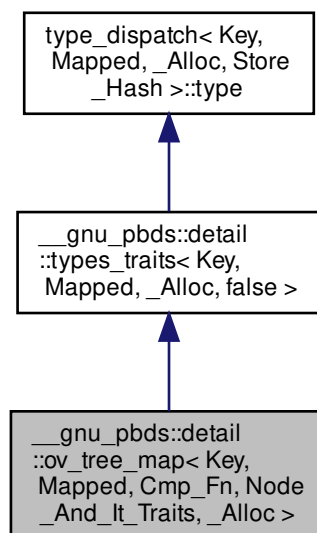 type_dispatch< Key,
Mapped, _Alloc, Store
_Hash >::type
__gnu_pbds::detail
::types_traits< Key,
Mapped, _Alloc, false >
__gnu_pbds::detail
::ov_tree_map< Key,
Mapped, Cmp_Fn, Node
_And_It_Traits, _Alloc >